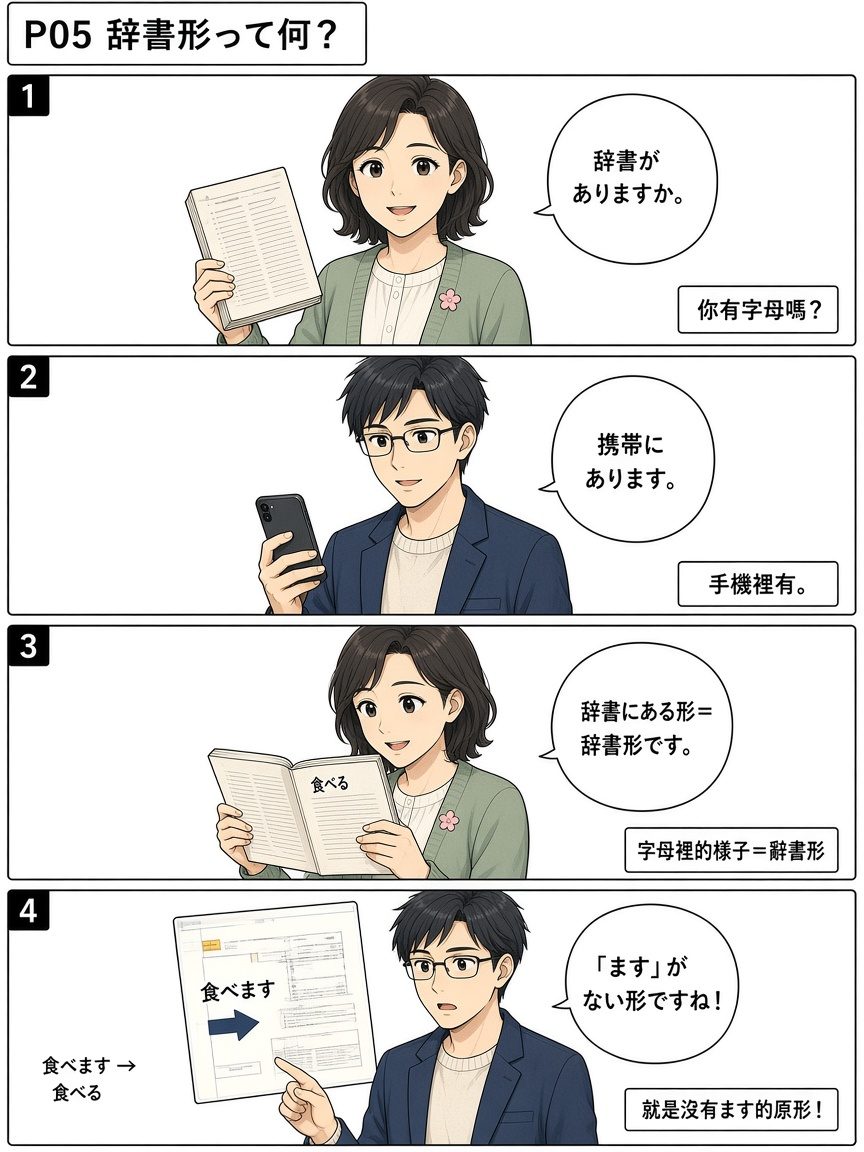 P05 辞書形って何？
1
辞書が
ありますか。
你有字母嗎？
2
携帯に
あります。
手機裡有。
3
食べる
辞書にある形＝
辞書形です。
字母裡的樣子＝辭書形
4
食べます
食べます →
食べる
「ます」が
ない形ですね！
就是沒有ます的原形！